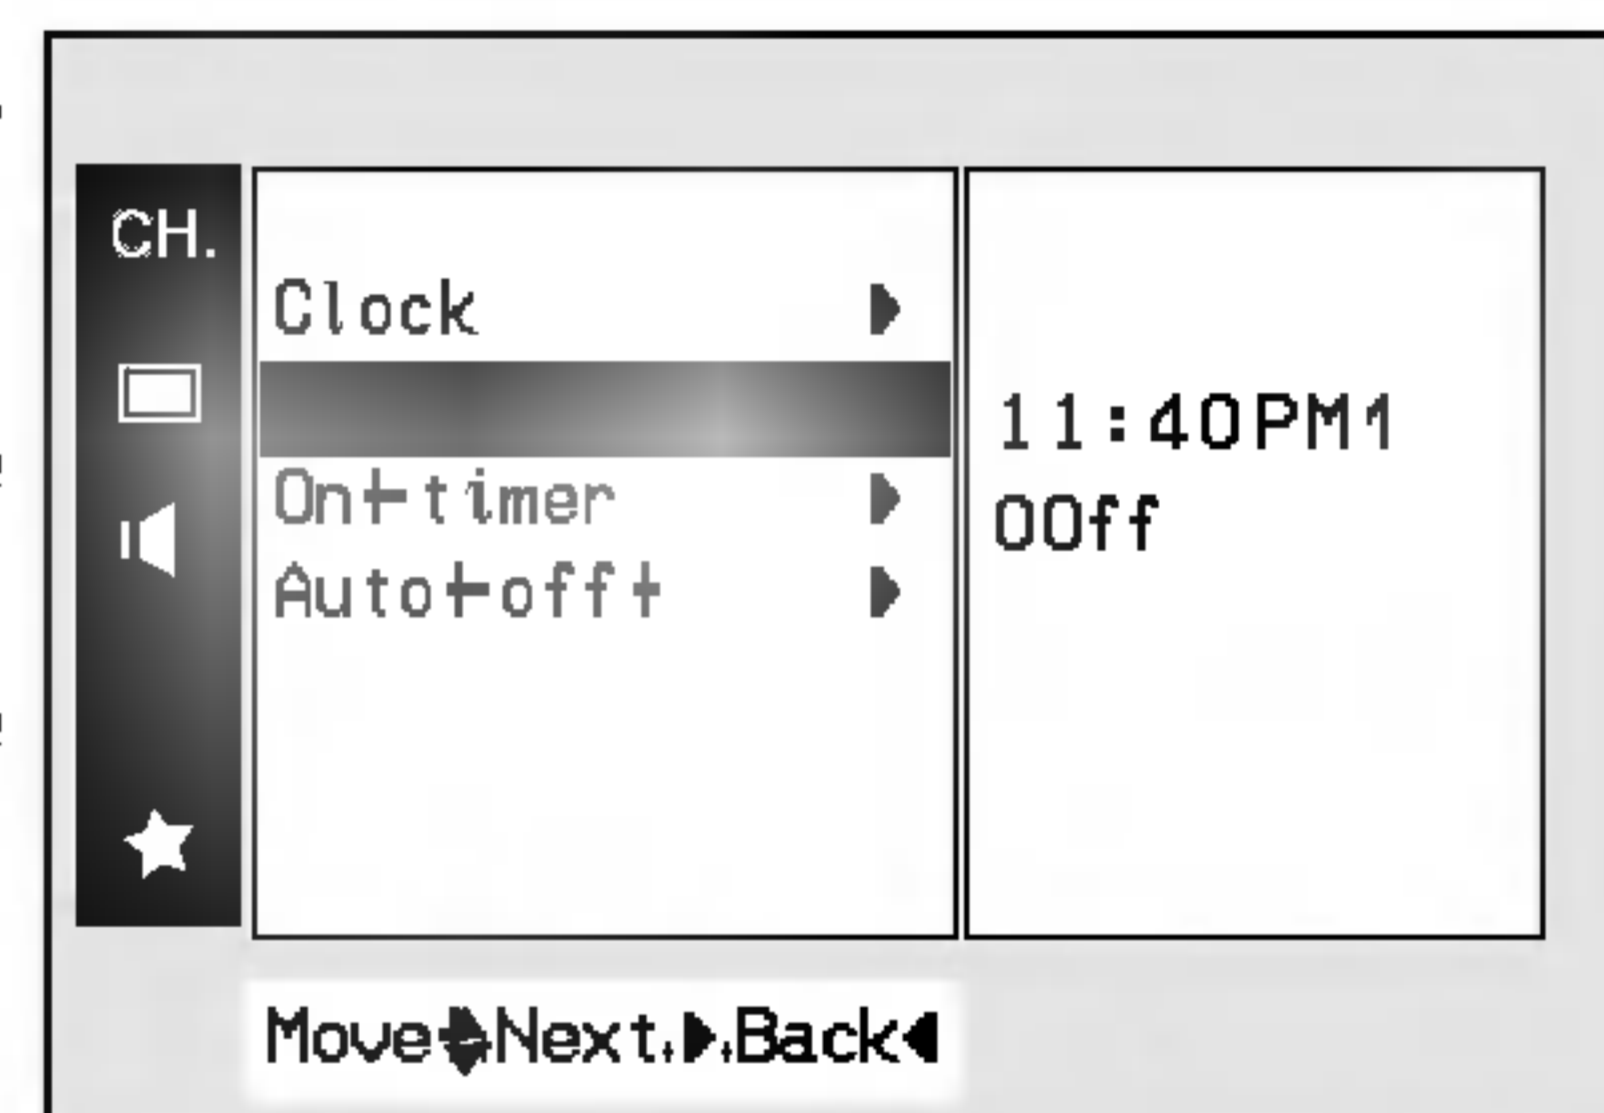 CH.
Clock
11:40PM1
On-timer
OOff
Auto-off
Move Next Back